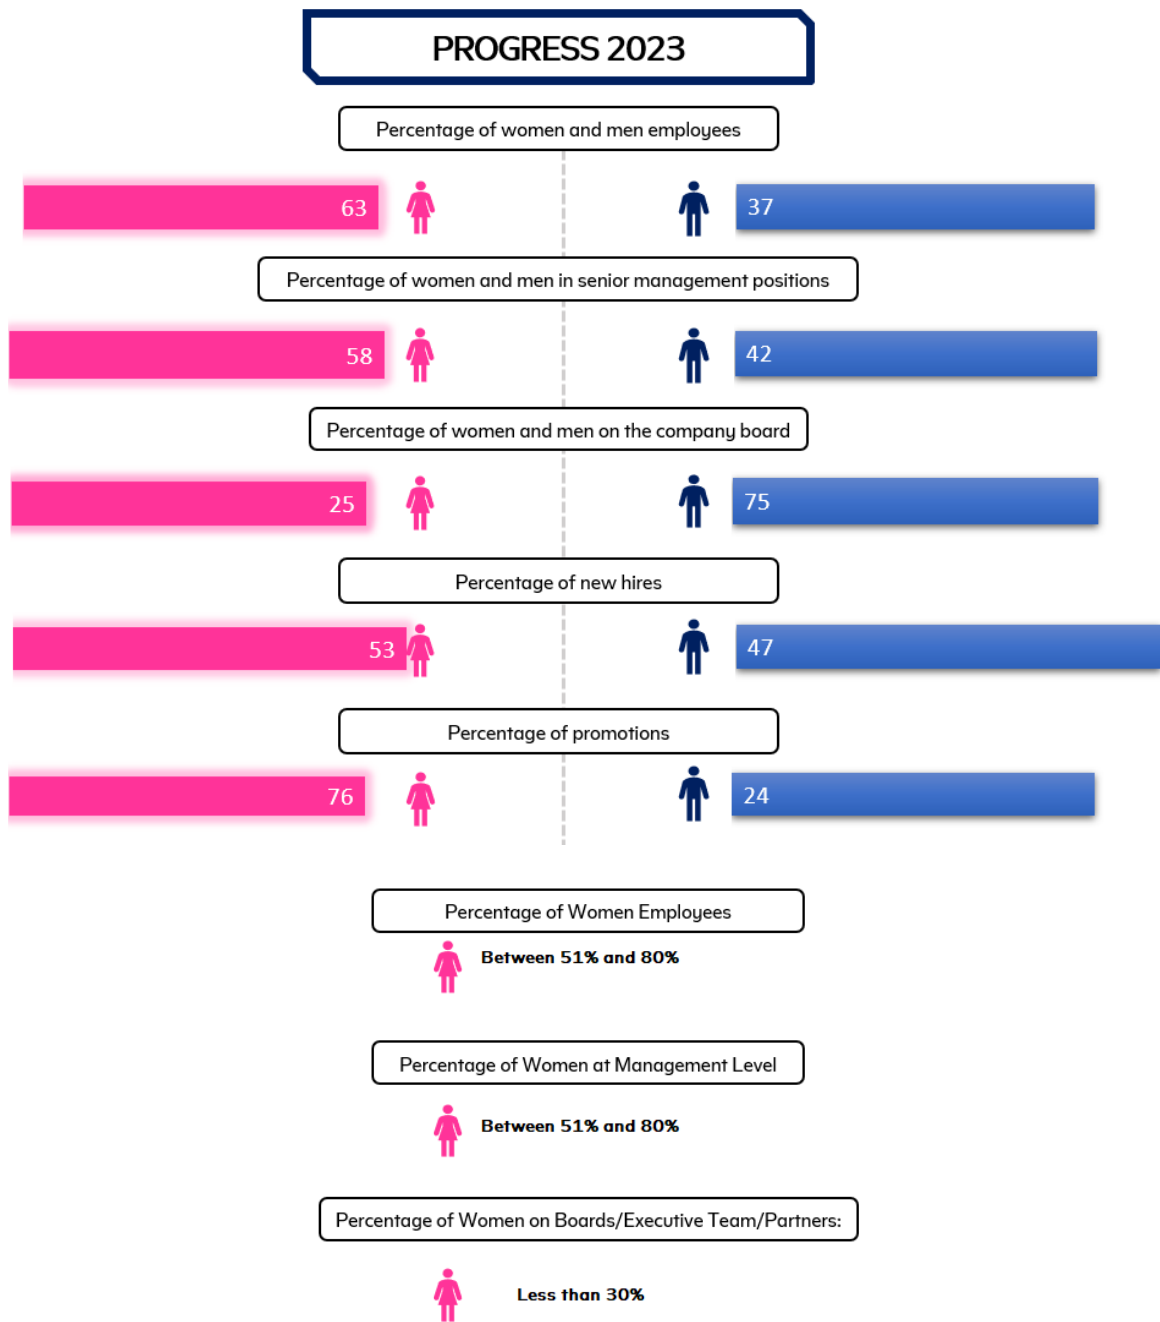 PROGRESS 2023
Percentage of women and men employees
63
37
Percentage of women and men in senior management positions
58
42
Percentage of women and men on the company board
25
75
Percentage of new hires
53
47
Percentage of promotions
76
24
Percentage of Women Employees
Between 51% and 80%
Percentage of Women at Management Level
Between 51% and 80%
Percentage of Women on Boards/Executive Team/Partners:
Less than 30%